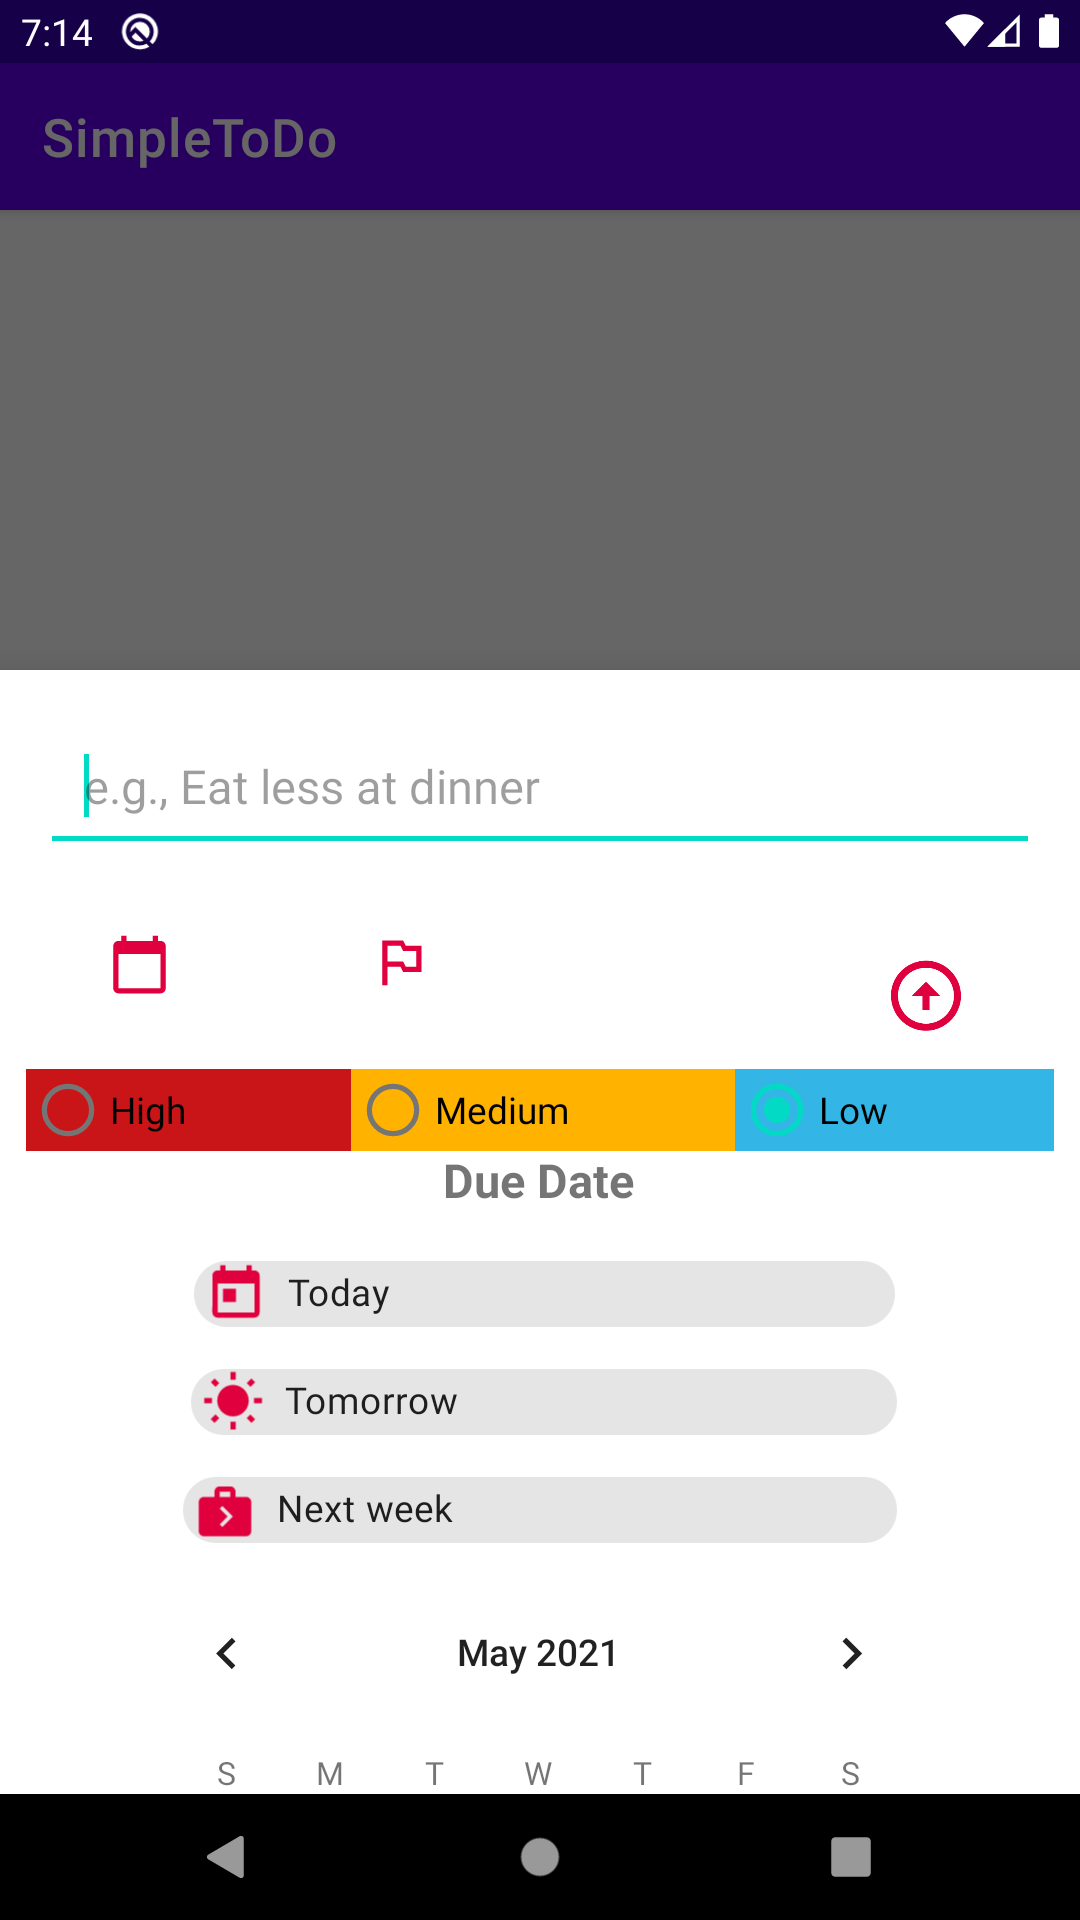 7:14
SimpleToDo
e.g., Eat less at dinner
High Medium Low
Due Date
Today
Tomorrow
Next week
May 2021
S M T W T F S